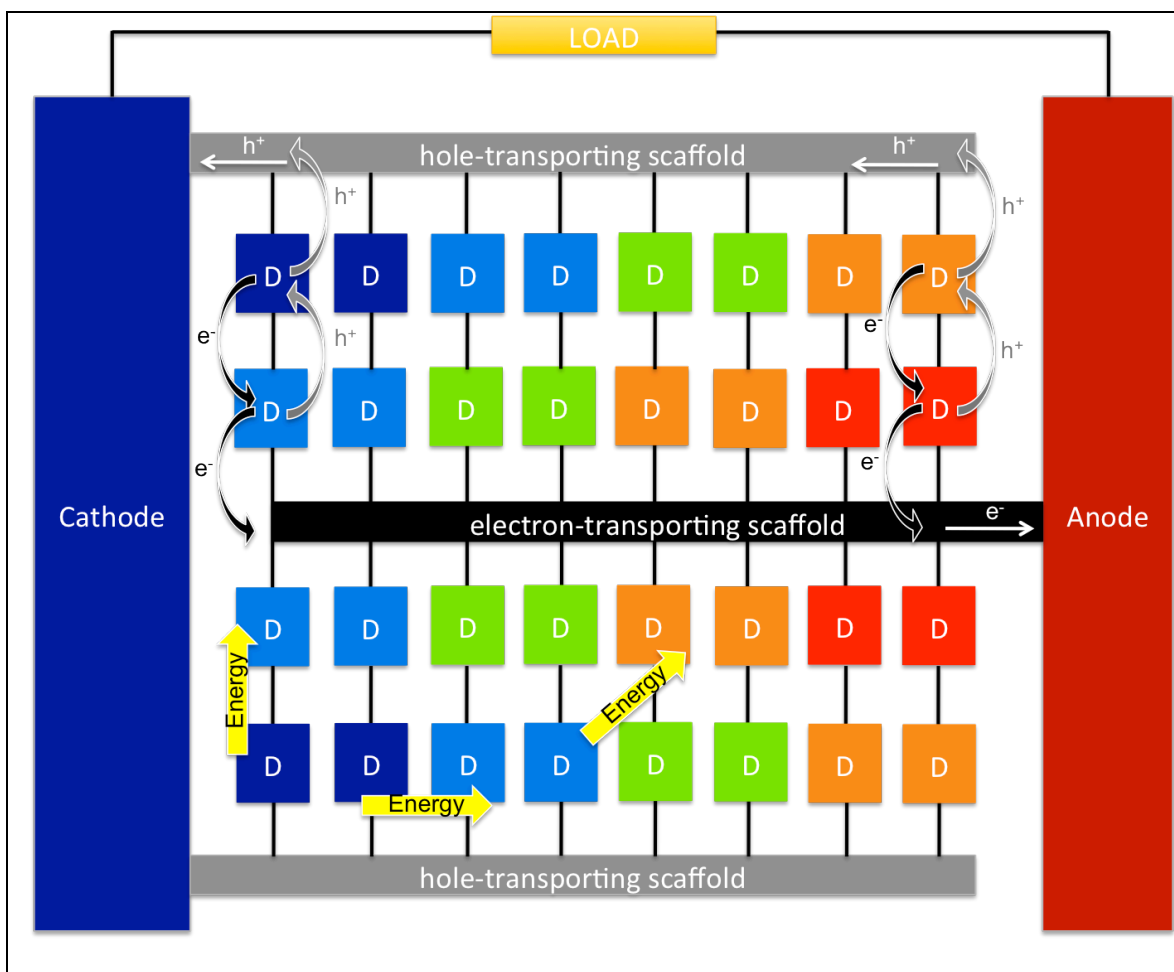 LOAD
h⁺ hole-transporting scaffold h⁺
h⁺ h⁺
D D D D D D D D
e⁻ h⁺ e⁻ h⁺
D D D D D D D D
e⁻ e⁻
Cathode electron-transporting scaffold e⁻ Anode
D D D D D D D D
Energy Energy
D D D D D D D D
Energy
hole-transporting scaffold